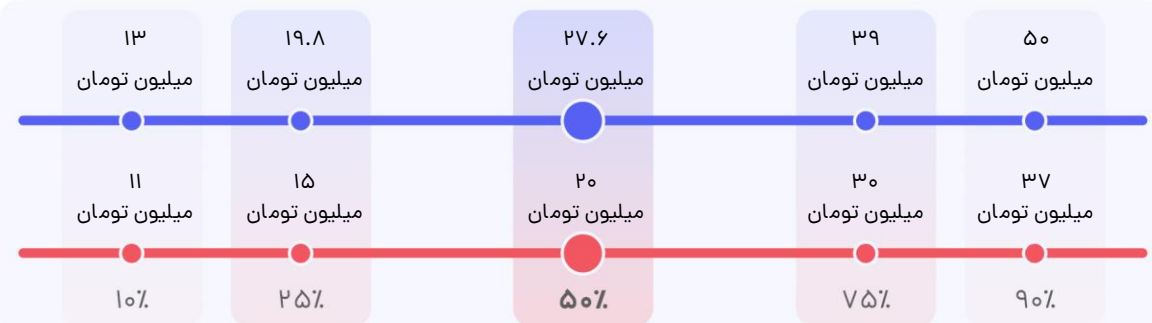 ۱۳ ۱۹.۸ ۲۷.۶ ۳۹ ۵۰
میلیون تومان میلیون تومان میلیون تومان میلیون تومان میلیون تومان
۱۱ ۱۵ ۲۰ ۳۰ ۳۷
میلیون تومان میلیون تومان میلیون تومان میلیون تومان میلیون تومان
۱۰٪ ۲۵٪ ۵۰٪ ۷۵٪ ۹۰٪